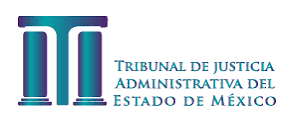 TRIBUNAL DE JUSTICIA
ADMINISTRATIVA DEL
ESTADO DE MÉXICO